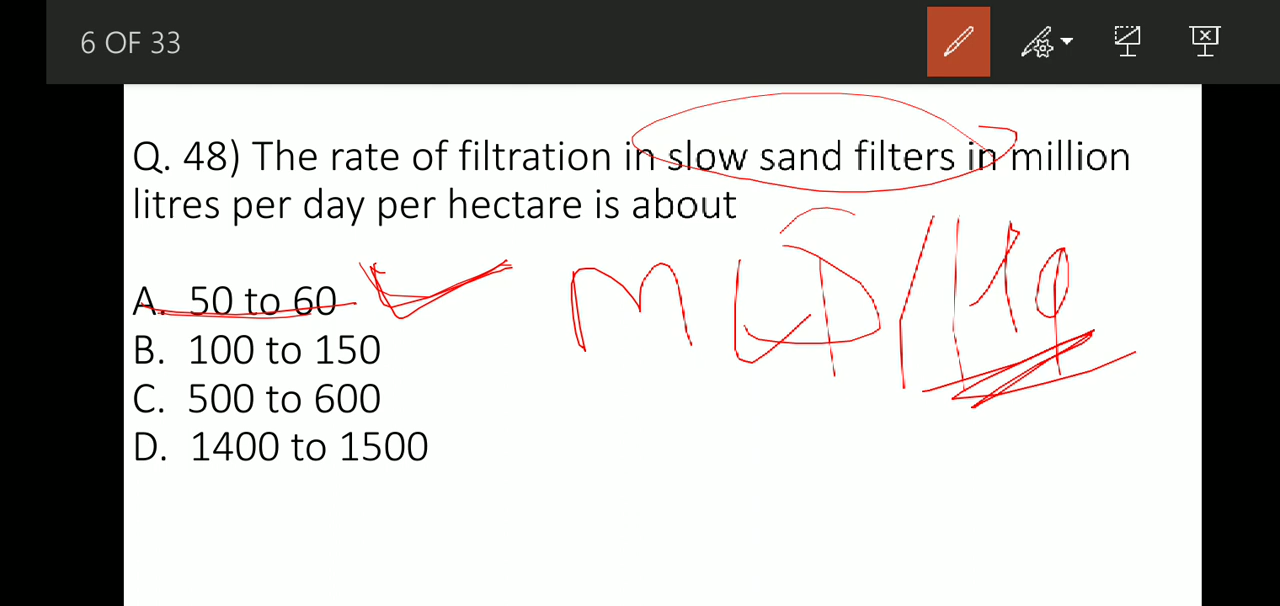 6 OF 33
Q. 48) The rate of filtration in slow sand filters in million
litres per day per hectare is about
A. 50 to 60
MLD/Ha
B. 100 to 150
C. 500 to 600
D. 1400 to 1500